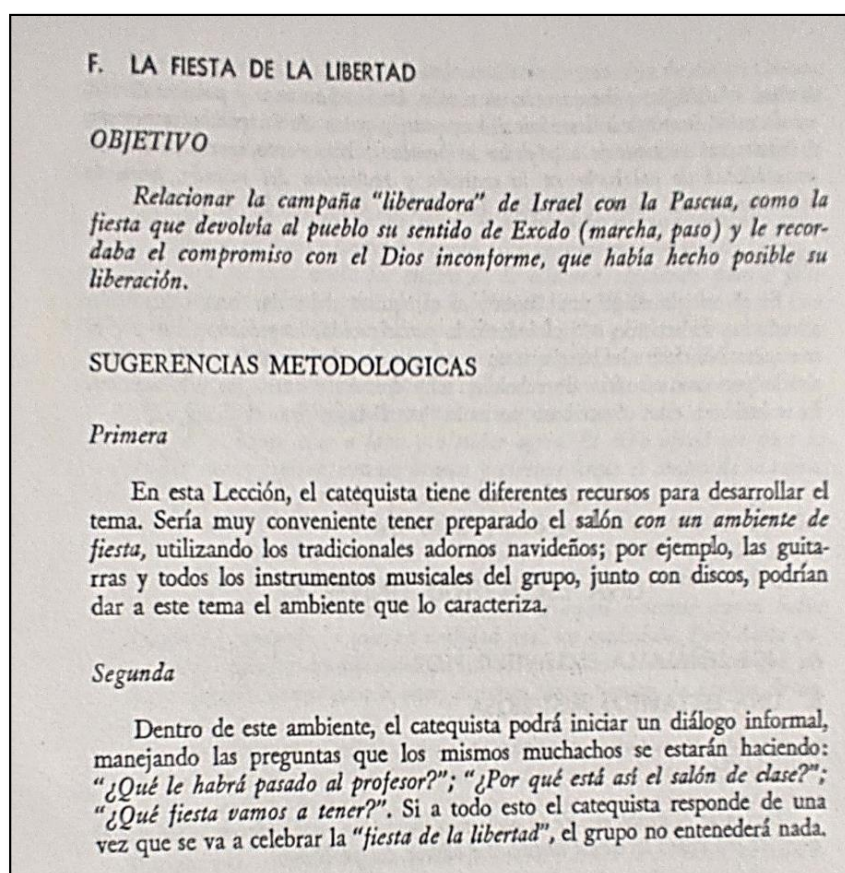 F. LA FIESTA DE LA LIBERTAD
OBJETIVO
Relacionar la campaña "liberadora" de Israel con la Pascua, como la
fiesta que devolvía al pueblo su sentido de Exodo (marcha, paso) y le recor-
daba el compromiso con el Dios inconforme, que había hecho posible su
liberación.
SUGERENCIAS METODOLOGICAS
Primera
En esta Lección, el catequista tiene diferentes recursos para desarrollar el
tema. Sería muy conveniente tener preparado el salón con un ambiente de
fiesta, utilizando los tradicionales adornos navideños; por ejemplo, las guita-
rras y todos los instrumentos musicales del grupo, junto con discos, podrían
dar a este tema el ambiente que lo caracteriza.
Segunda
Dentro de este ambiente, el catequista podrá iniciar un diálogo informal,
manejando las preguntas que los mismos muchachos se estarán haciendo:
"¿Qué le habrá pasado al profesor?"; "¿Por qué está así el salón de clase?";
"¿Qué fiesta vamos a tener?". Si a todo esto el catequista responde de una
vez que se va a celebrar la "fiesta de la libertad", el grupo no entenederá nada.